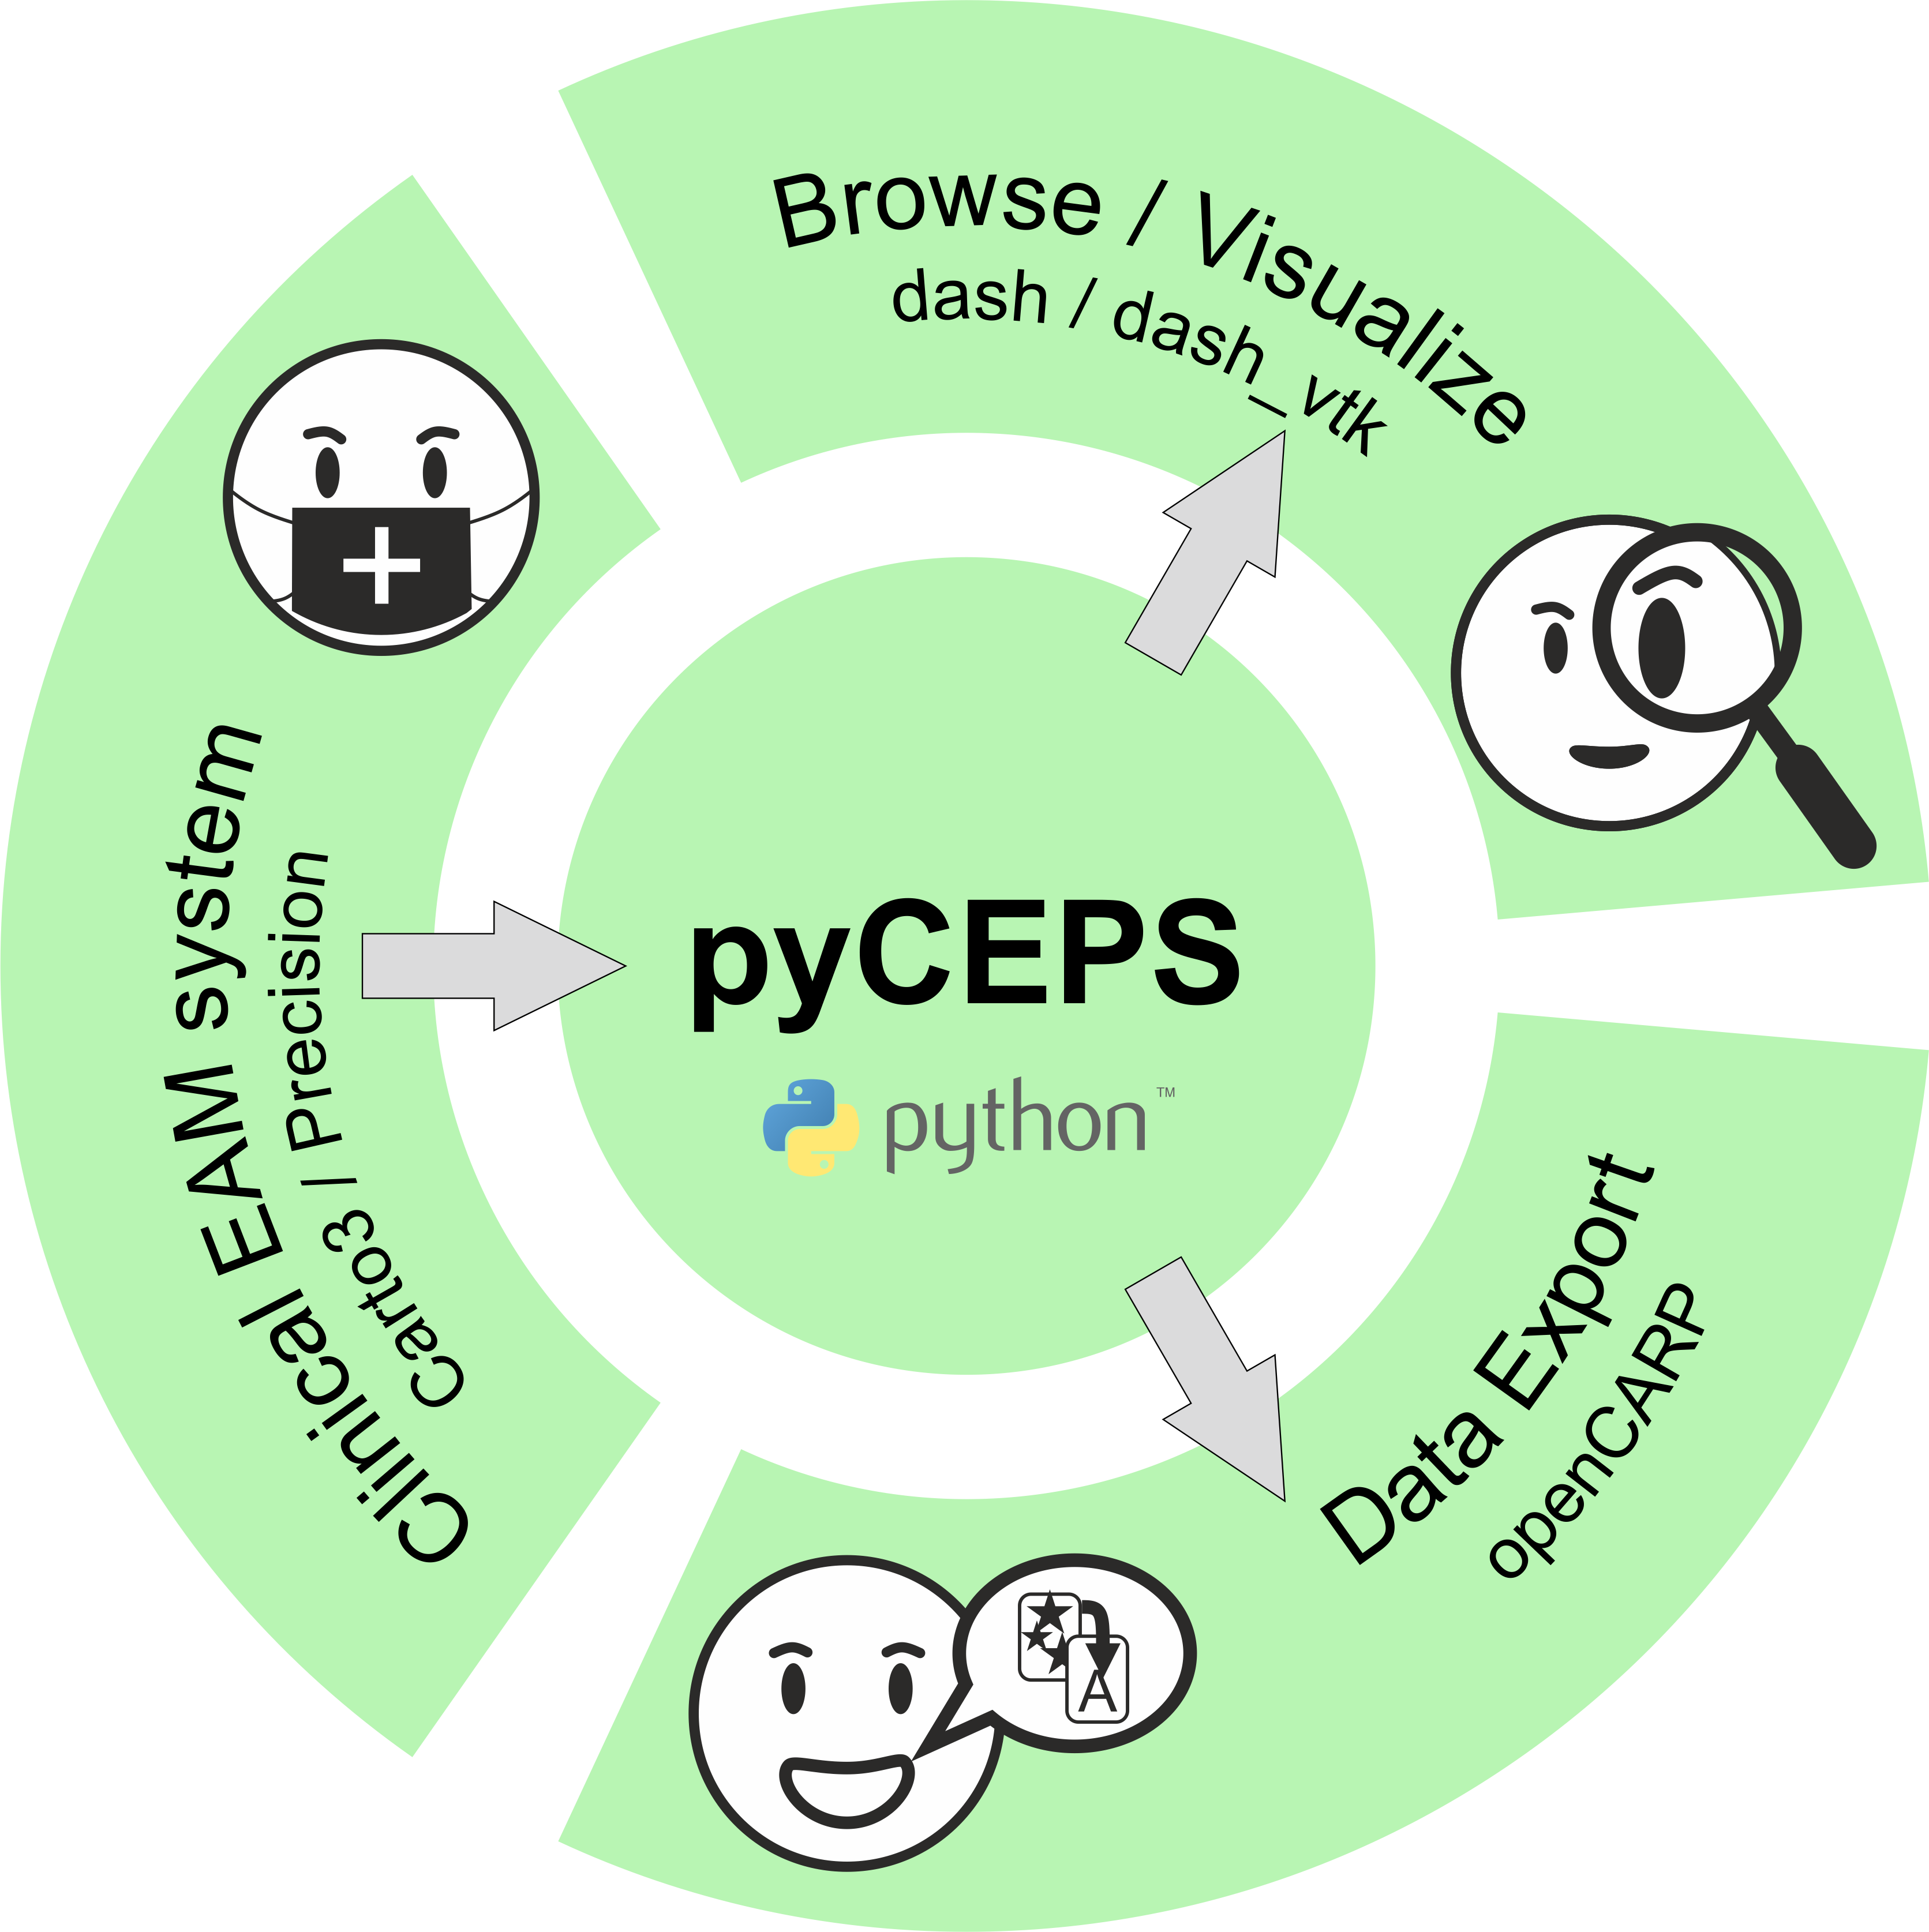 Browse / Visualize
dash / dash_vtk
Clinical EAM system
Carto3 / Precision
pyCEPS
python™
Data Export
openCARP
A